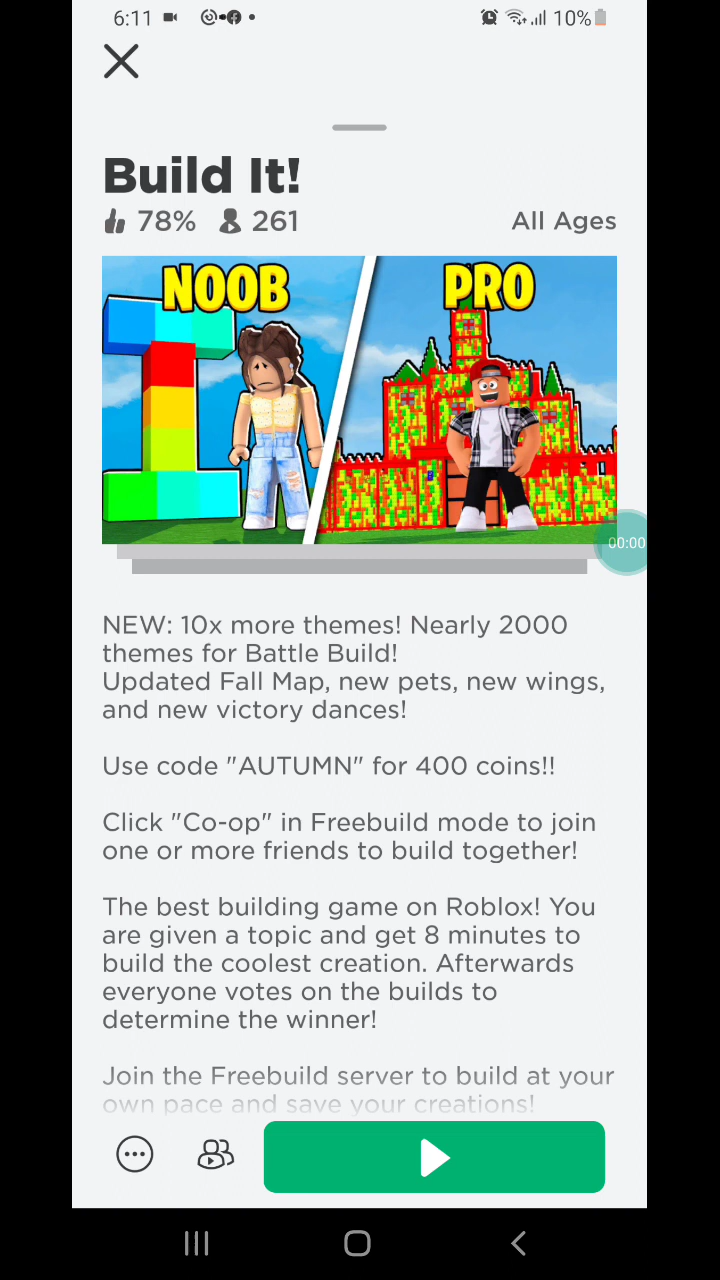 6:11
10%
Build It!
78% 261 All Ages
NOOB PRO
00:00
NEW: 10x more themes! Nearly 2000
themes for Battle Build!
Updated Fall Map, new pets, new wings,
and new victory dances!
Use code "AUTUMN" for 400 coins!!
Click "Co-op" in Freebuild mode to join
one or more friends to build together!
The best building game on Roblox! You
are given a topic and get 8 minutes to
build the coolest creation. Afterwards
everyone votes on the builds to
determine the winner!
Join the Freebuild server to build at your
own pace and save your creations!